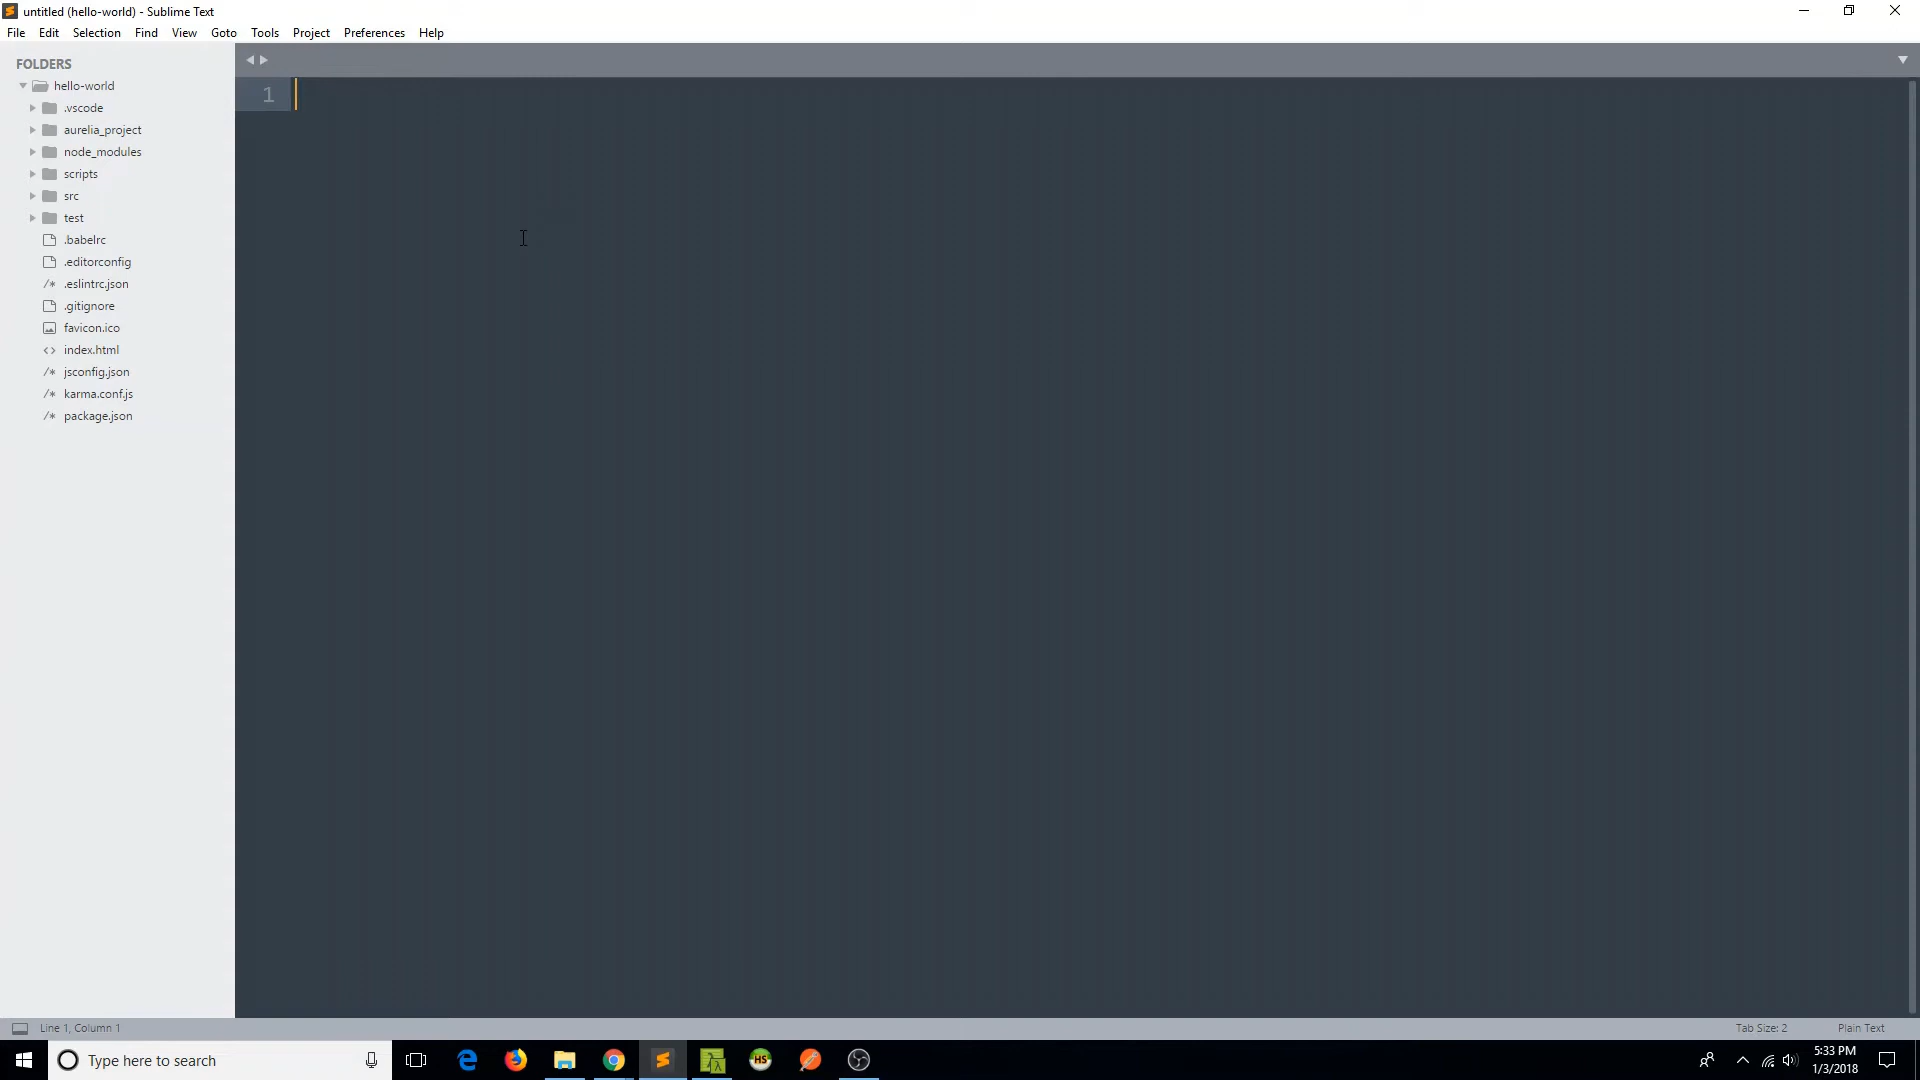 untitled (hello-world) - Sublime Text
File Edit Selection Find View Goto Tools Project Preferences Help
FOLDERS
hello-world
.vscode
aurelia_project
node_modules
scripts
src
test
.babelrc
.editorconfig
.eslintrc.json
.gitignore
favicon.ico
index.html
jsconfig.json
karma.conf.js
package.json
1
Line 1, Column 1
Tab Size: 2
Plain Text
Type here to search
HS
5:33 PM
1/3/2018